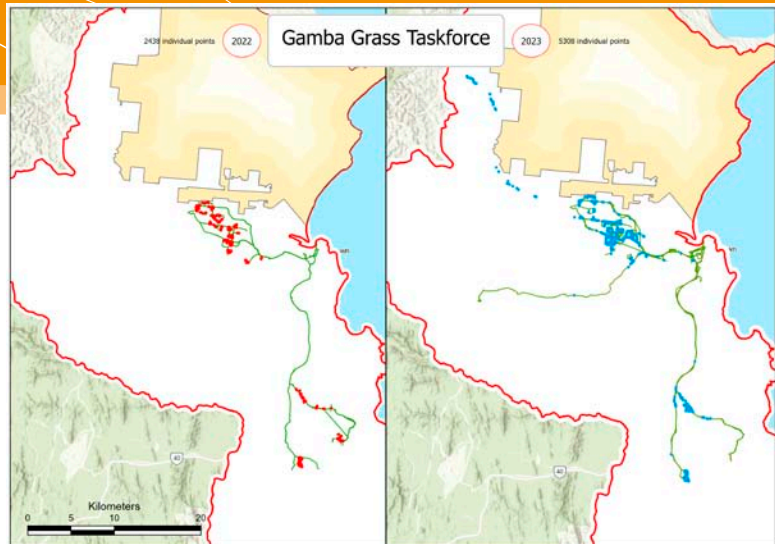 2438 individual points
2022
Gamba Grass Taskforce
2023
5308 individual points
40
40
Kilometers
0 5 10 20